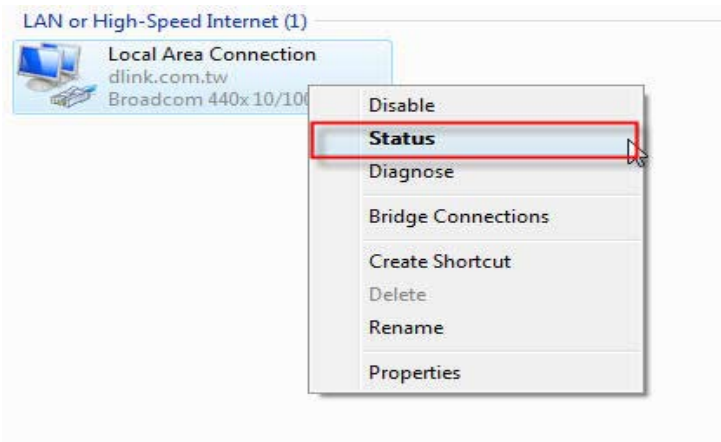 LAN or High-Speed Internet (1)
Local Area Connection
dlink.com.tw
Broadcom 440x 10/100
Disable
Status
Diagnose
Bridge Connections
Create Shortcut
Delete
Rename
Properties